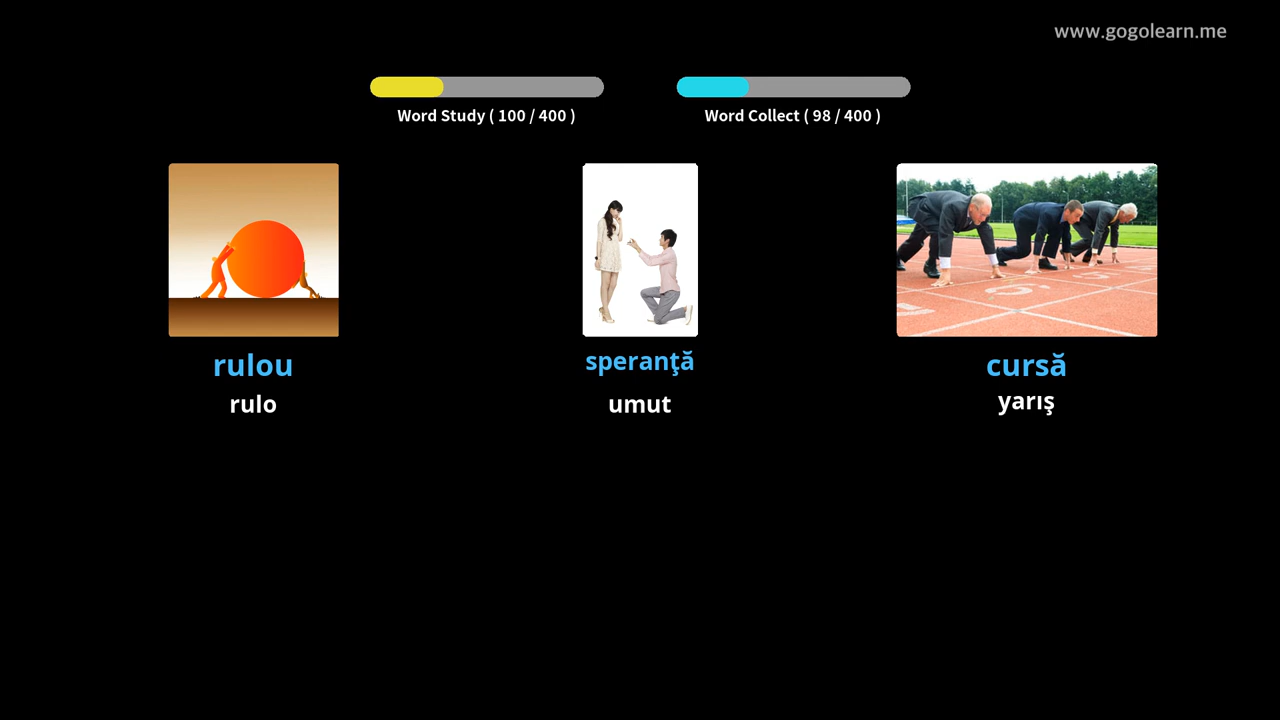 www.gogolearn.me
Word Study ( 100 / 400 )
Word Collect ( 98 / 400 )
rulou
rulo
speranţă
umut
cursă
yarış